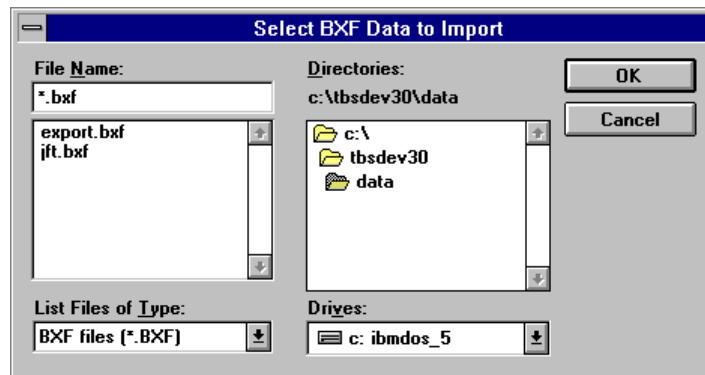 Select BXF Data to Import
File Name:
*.bxf
export.bxf
jft.bxf
List Files of Type:
BXF files (*.BXF)
Directories:
c:\tbsdev30\data
c:\
tbsdev30
data
Drives:
c: ibmdos_5
OK
Cancel